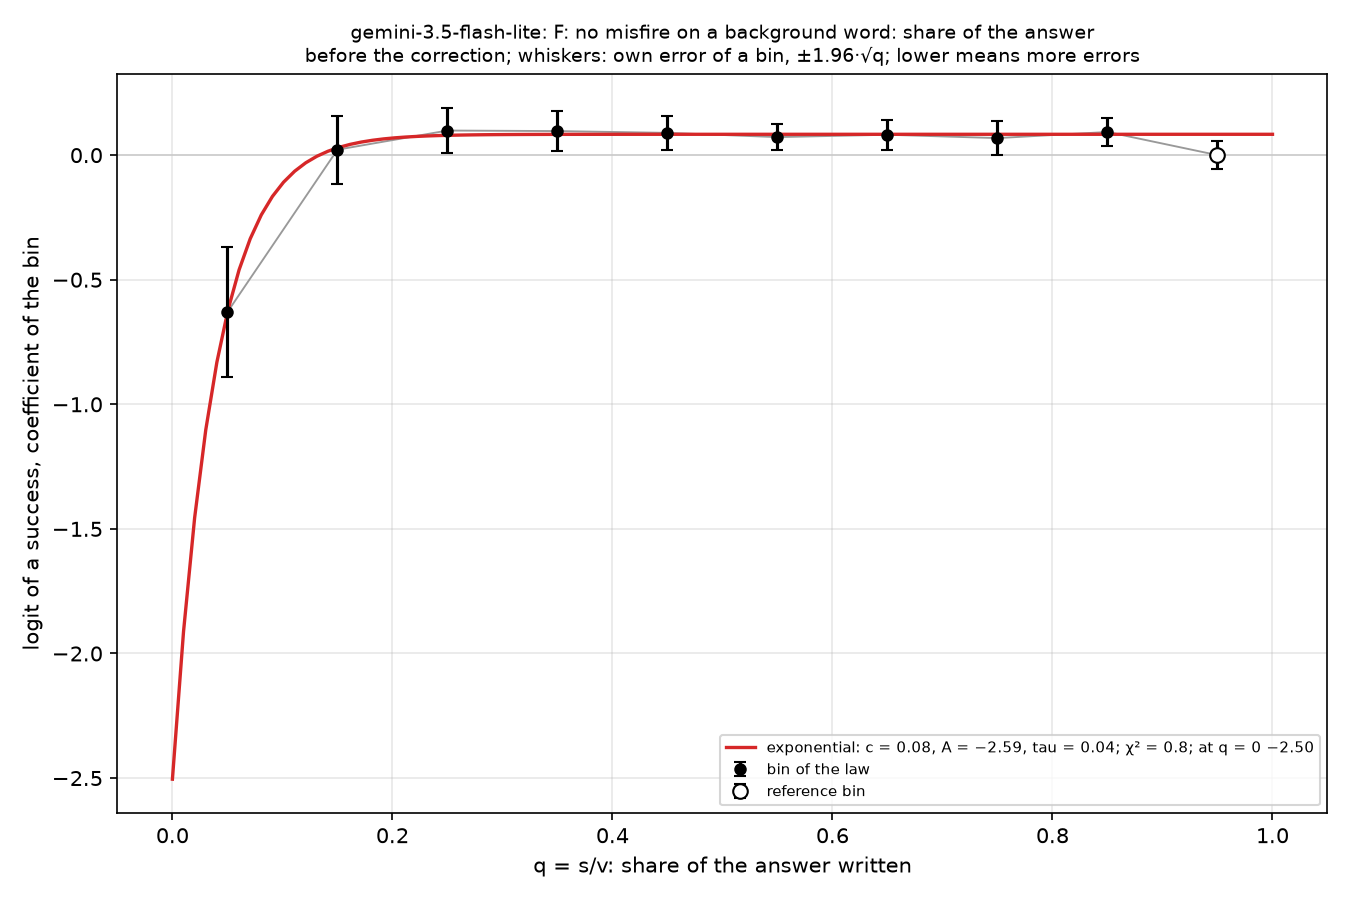 gemini-3.5-flash-lite: F: no misfire on a background word: share of the answer
before the correction; whiskers: own error of a bin, ±1.96·√q; lower means more errors
logit of a success, coefficient of the bin
0.0
−0.5
−1.0
−1.5
−2.0
−2.5
exponential: c = 0.08, A = −2.59, tau = 0.04; χ² = 0.8; at q = 0 −2.50
bin of the law
reference bin
0.0 0.2 0.4 0.6 0.8 1.0
q = s/v: share of the answer written